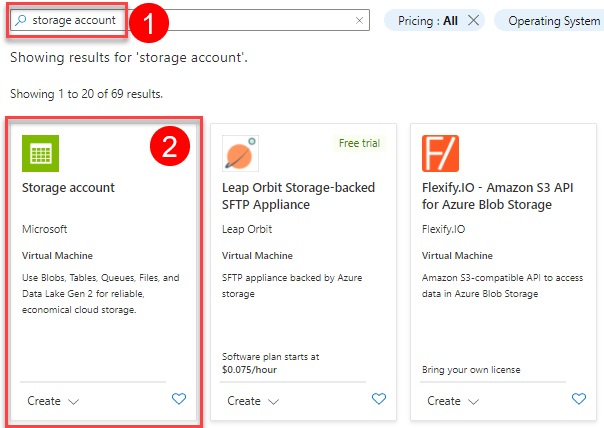 storage account
1
Pricing : All
Operating System
Showing results for 'storage account'.
Showing 1 to 20 of 69 results.
2
Storage account
Microsoft
Virtual Machine
Use Blobs, Tables, Queues, Files, and
Data Lake Gen 2 for reliable,
economical cloud storage.
Create
Free trial
Leap Orbit Storage-backed
SFTP Appliance
Leap Orbit
Virtual Machine
SFTP appliance backed by Azure
storage
Software plan starts at
$0.075/hour
Create
F/
Flexify.IO - Amazon S3 API
for Azure Blob Storage
Flexify.IO
Virtual Machine
Amazon S3-compatible API to access
data in Azure Blob Storage
Bring your own license
Create